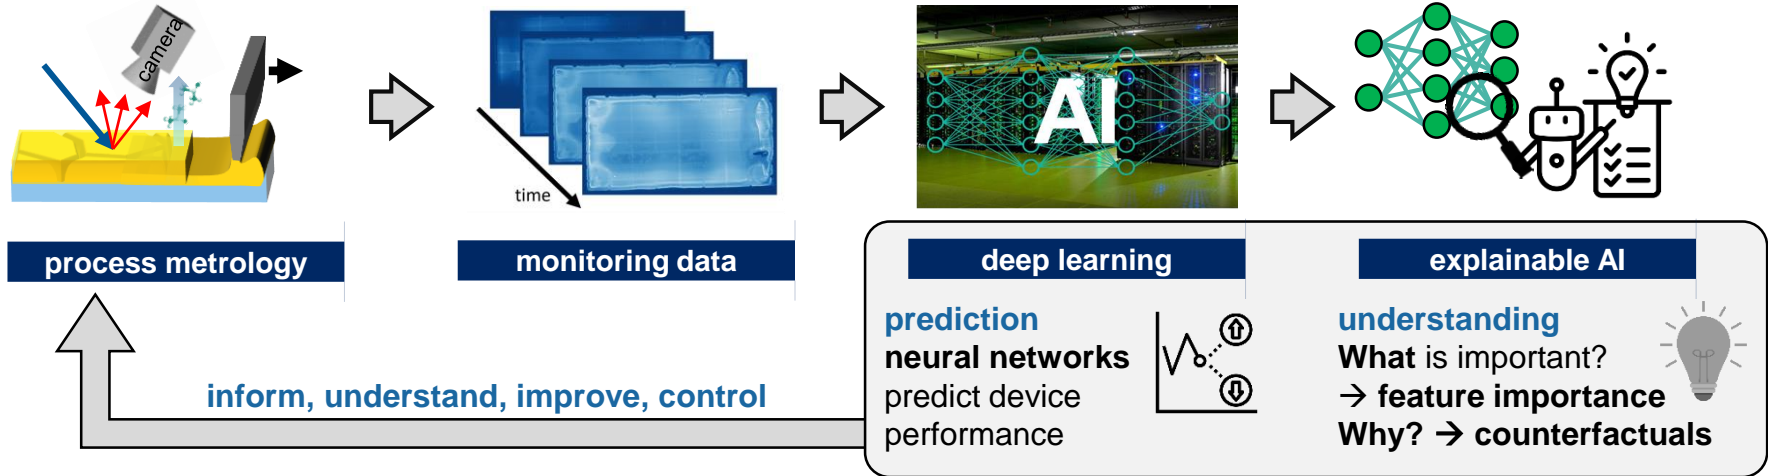 camera
time
AI
process metrology
monitoring data
deep learning
explainable AI
prediction
neural networks
predict device
performance
understanding
What is important?
→ feature importance
Why? → counterfactuals
inform, understand, improve, control